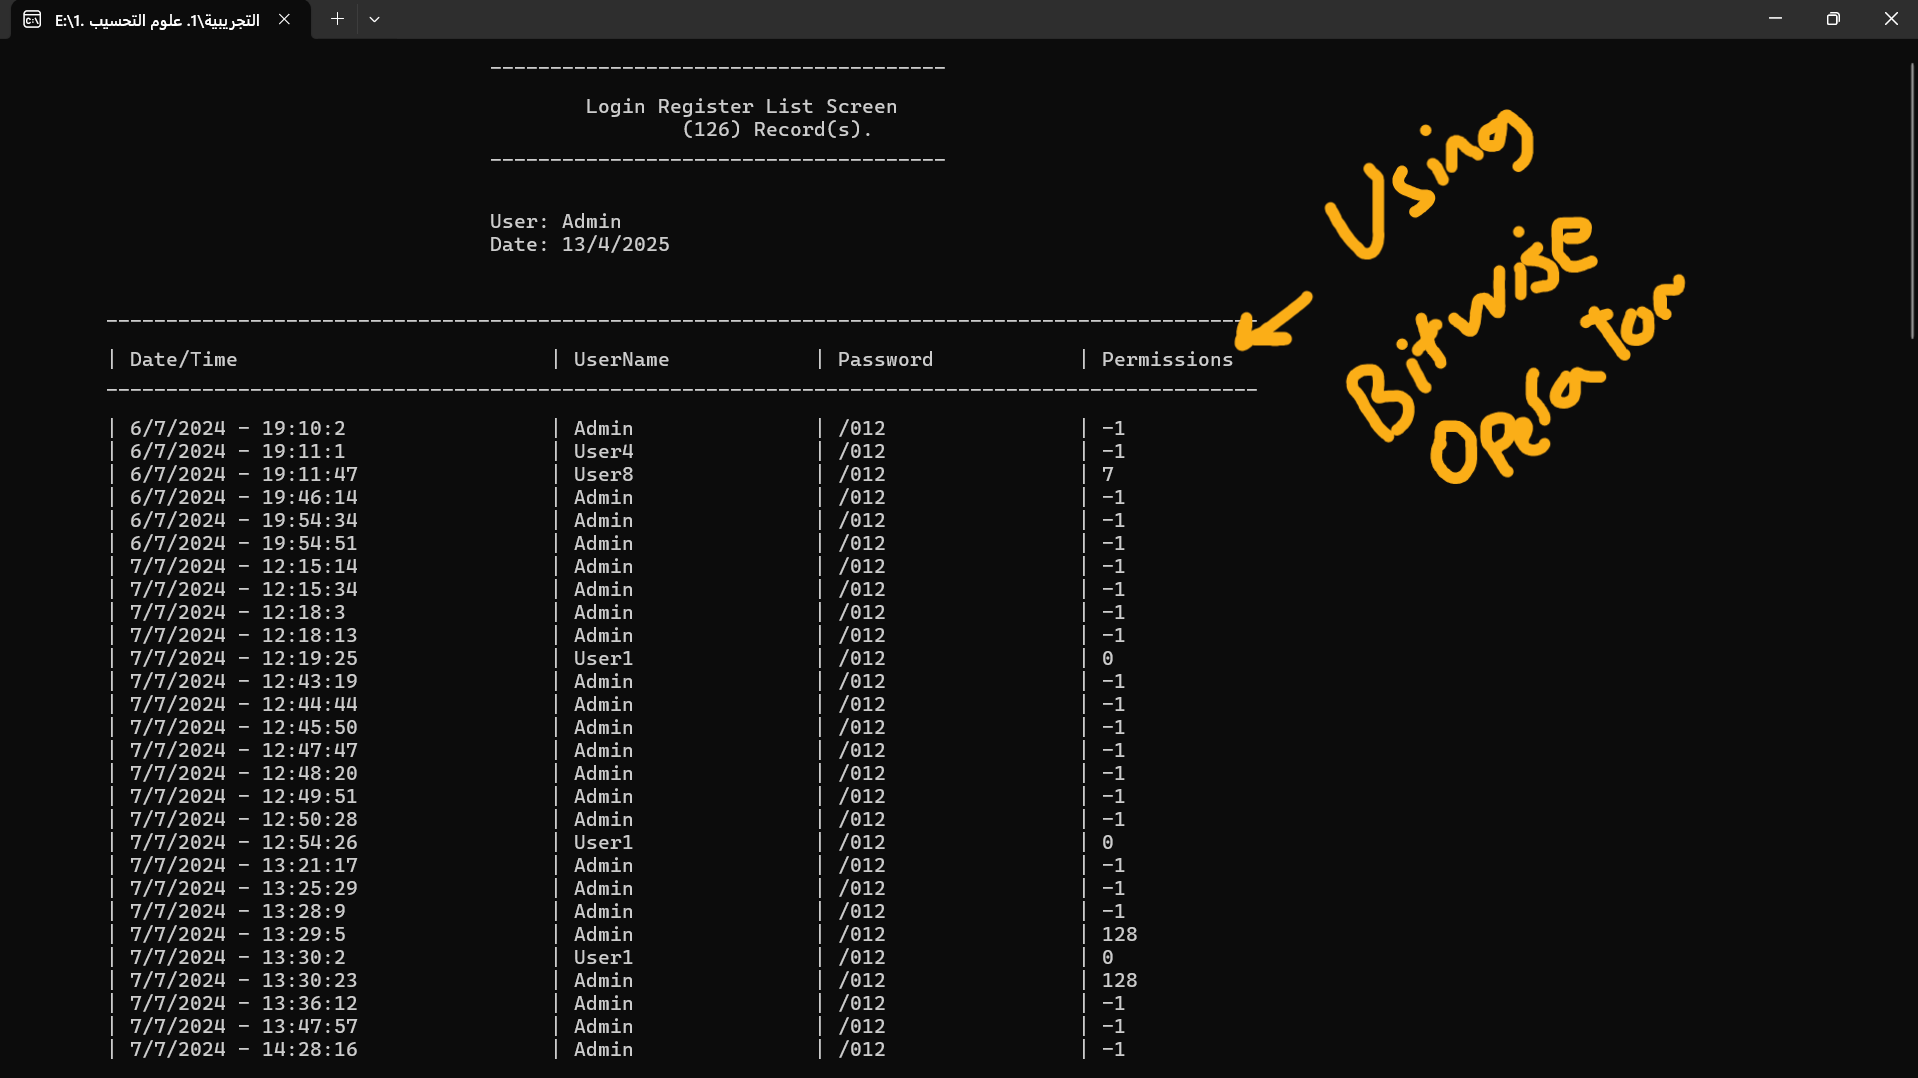 E:\1. علوم التحسيب\1.التجريبية
-------------------------------------
Login Register List Screen
(126) Record(s).
-------------------------------------
User: Admin
Date: 13/4/2025
| Date/Time | UserName | Password | Permissions
| 6/7/2024 - 19:10:2 | Admin | /012 | -1
| 6/7/2024 - 19:11:1 | User4 | /012 | -1
| 6/7/2024 - 19:11:47 | User8 | /012 | 7
| 6/7/2024 - 19:46:14 | Admin | /012 | -1
| 6/7/2024 - 19:54:34 | Admin | /012 | -1
| 6/7/2024 - 19:54:51 | Admin | /012 | -1
| 7/7/2024 - 12:15:14 | Admin | /012 | -1
| 7/7/2024 - 12:15:34 | Admin | /012 | -1
| 7/7/2024 - 12:18:3 | Admin | /012 | -1
| 7/7/2024 - 12:18:13 | Admin | /012 | -1
| 7/7/2024 - 12:19:25 | User1 | /012 | 0
| 7/7/2024 - 12:43:19 | Admin | /012 | -1
| 7/7/2024 - 12:44:44 | Admin | /012 | -1
| 7/7/2024 - 12:45:50 | Admin | /012 | -1
| 7/7/2024 - 12:47:47 | Admin | /012 | -1
| 7/7/2024 - 12:48:20 | Admin | /012 | -1
| 7/7/2024 - 12:49:51 | Admin | /012 | -1
| 7/7/2024 - 12:50:28 | Admin | /012 | -1
| 7/7/2024 - 12:54:26 | User1 | /012 | 0
| 7/7/2024 - 13:21:17 | Admin | /012 | -1
| 7/7/2024 - 13:25:29 | Admin | /012 | -1
| 7/7/2024 - 13:28:9 | Admin | /012 | -1
| 7/7/2024 - 13:29:5 | Admin | /012 | 128
| 7/7/2024 - 13:30:2 | User1 | /012 | 0
| 7/7/2024 - 13:30:23 | Admin | /012 | 128
| 7/7/2024 - 13:36:12 | Admin | /012 | -1
| 7/7/2024 - 13:47:57 | Admin | /012 | -1
| 7/7/2024 - 14:28:16 | Admin | /012 | -1
Using
Bitwise
Operator